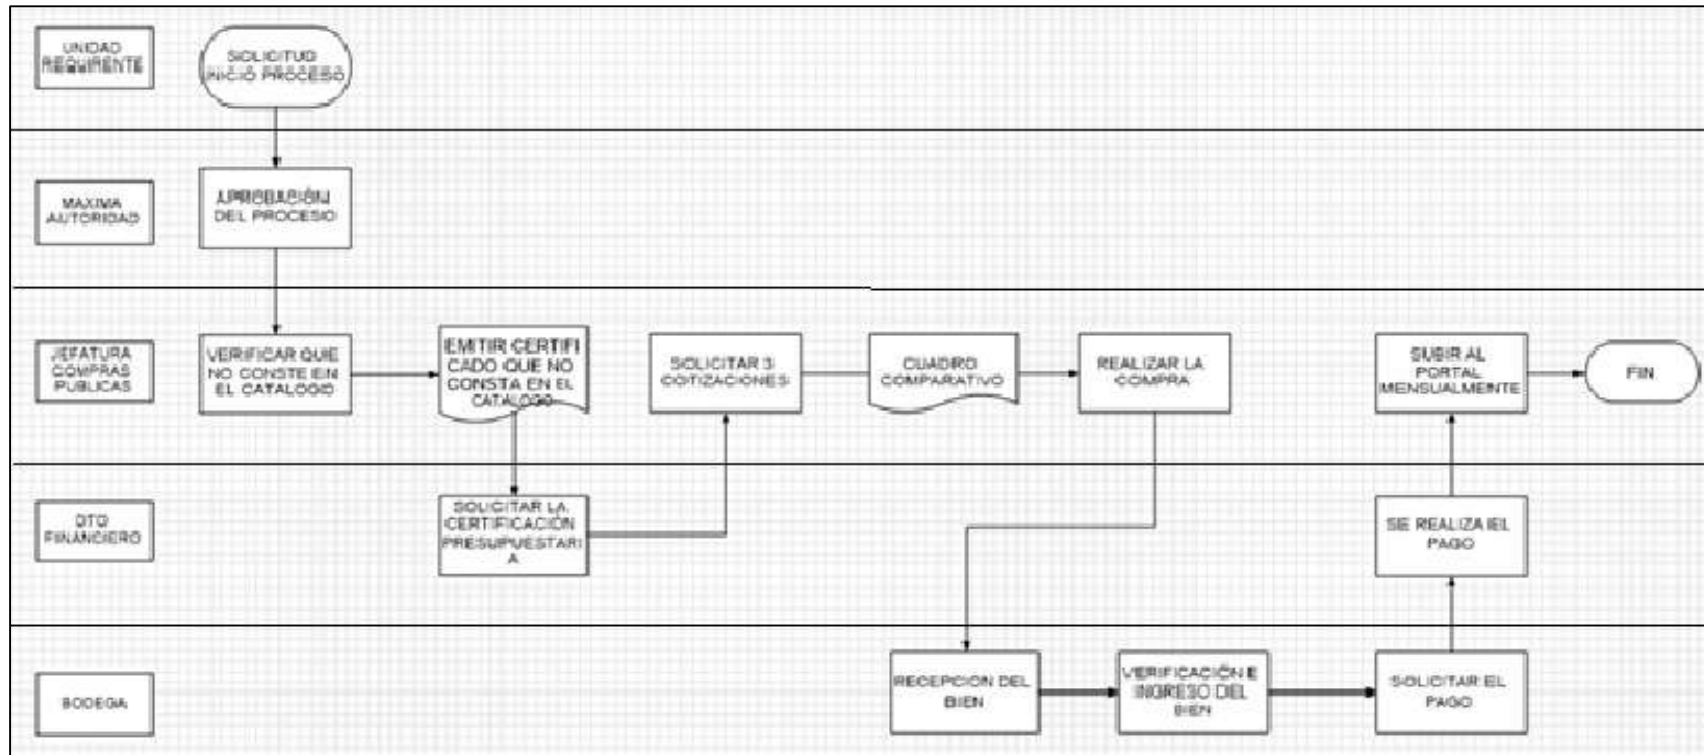 UNIDAD
REQUIRENTE
SOLICITUD
INICIO PROCESO
MAXIMA
AUTORIDAD
APROBACIÓN
DEL PROCESO
JEFATURA
COMPRAS
PUBLICAS
VERIFICAR QUE
NO CONSTE EN
EL CATALOGO
EMITIR CERTIFI
CADO QUE NO
CONSTA EN EL
CATALOGO
SOLICITAR 3
COTIZACIONES
CUADRO
COMPARATIVO
REALIZAR LA
COMPRA
SUBIR AL
PORTAL
MENSUALMENTE
FIN
DTO
FINANCIERO
SOLICITAR LA
CERTIFICACIÓN
PRESUPUESTARI
A
SE REALIZA EL
PAGO
BODEGA
RECEPCION DEL
BIEN
VERIFICACIÓN E
INGRESO DEL
BIEN
SOLICITAR EL
PAGO